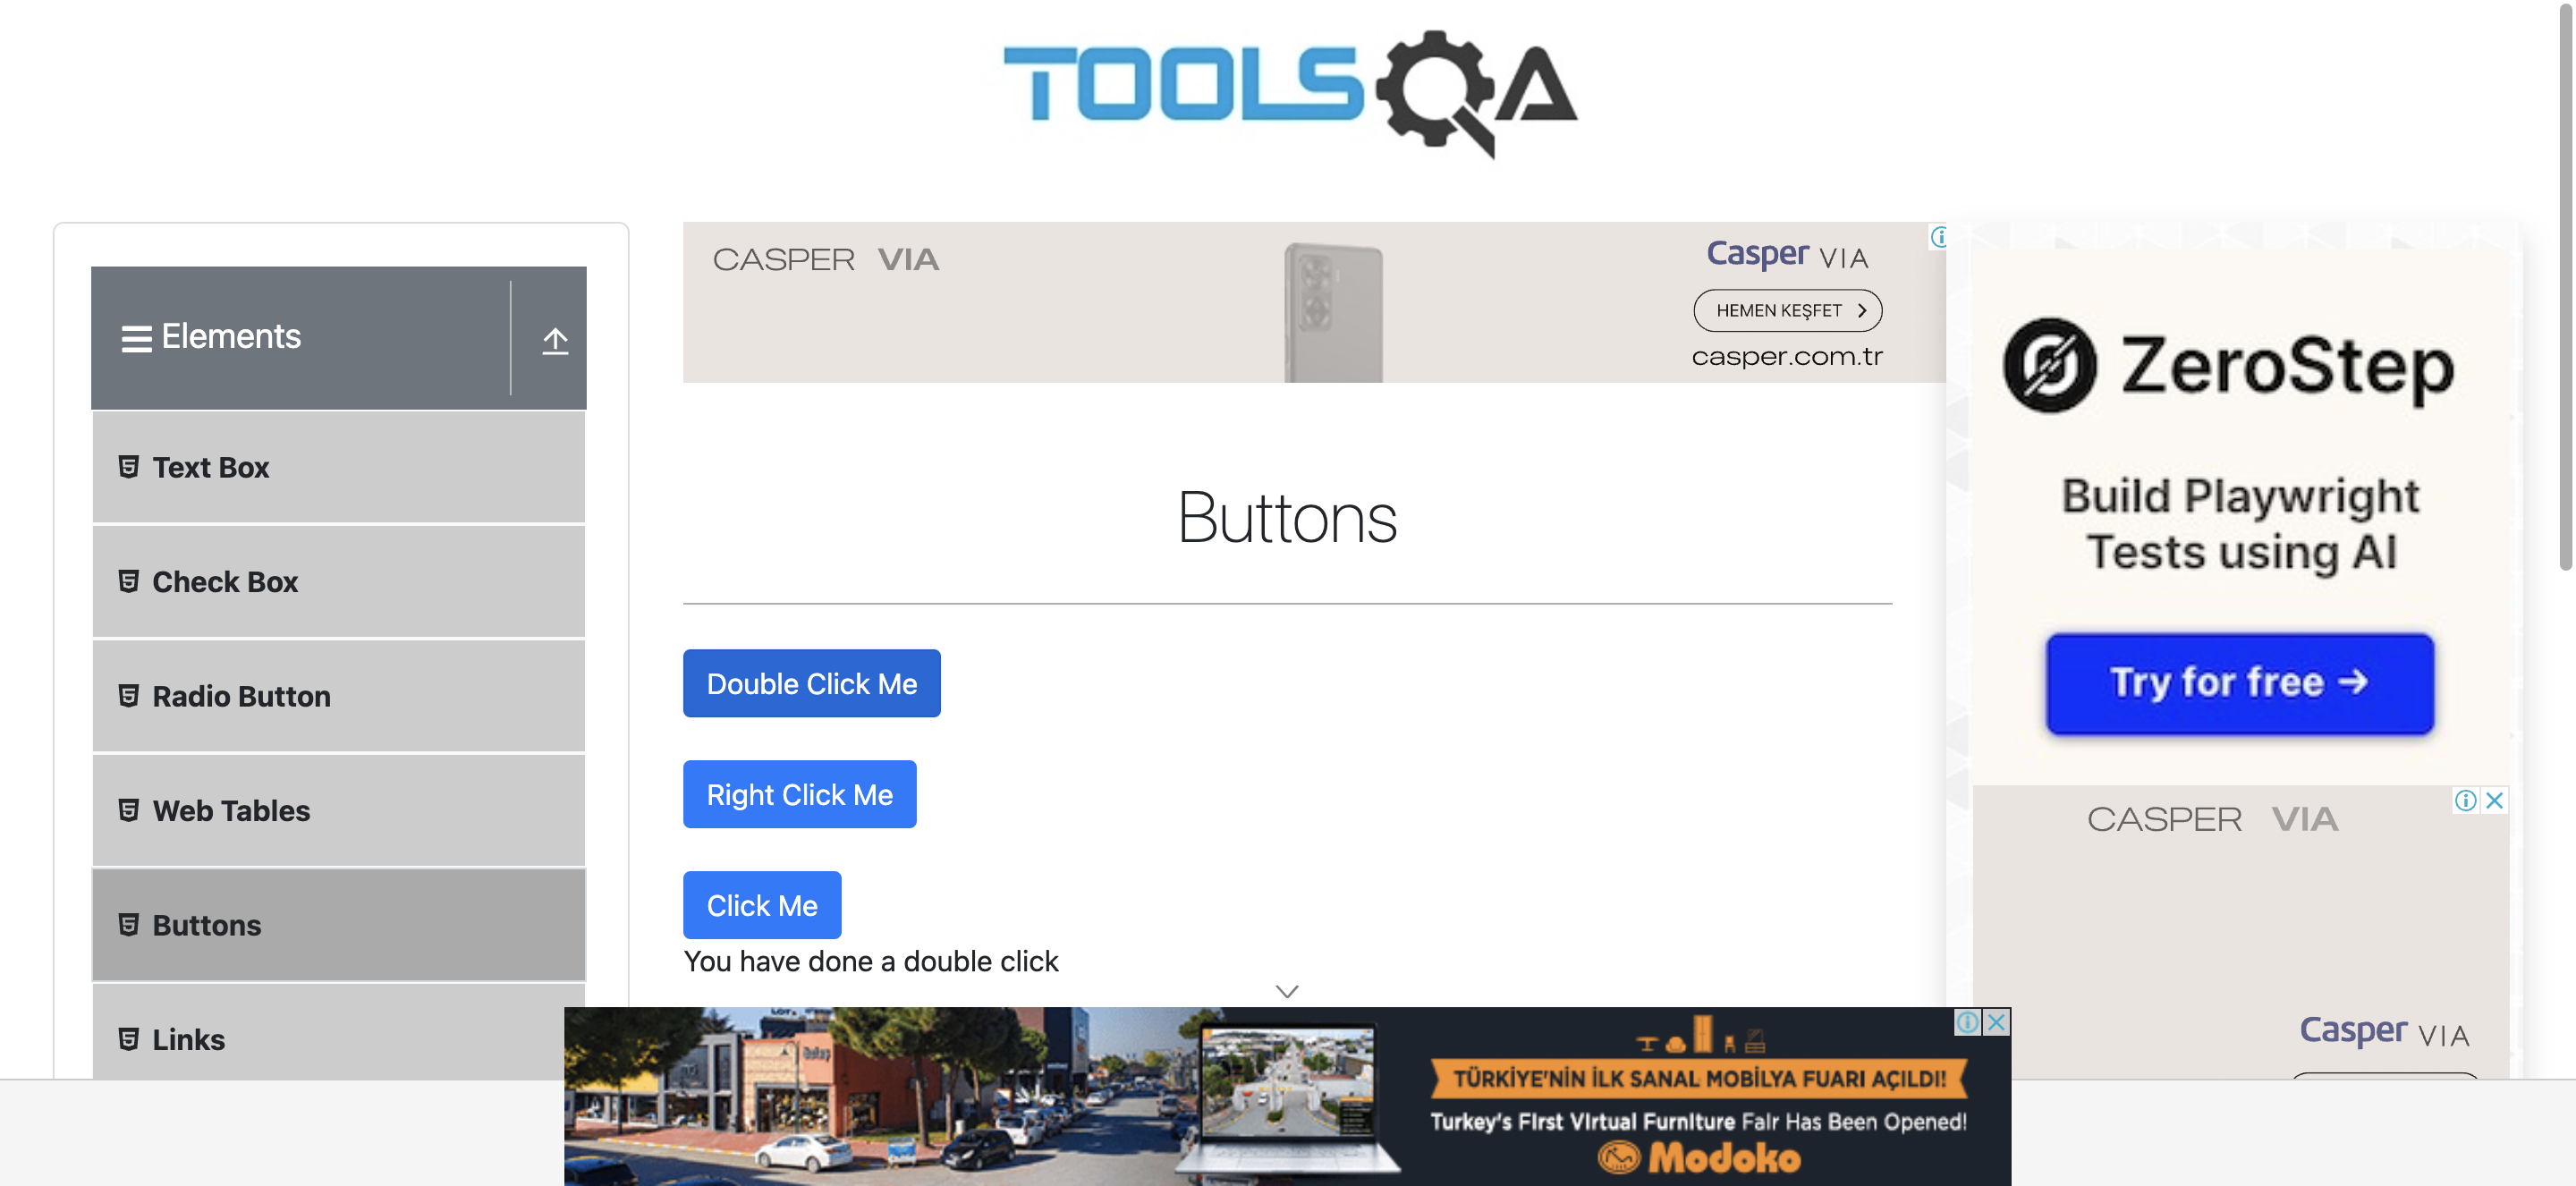 TOOLSQA
Elements
Text Box
Check Box
Radio Button
Web Tables
Buttons
Links
CASPER VIA
Casper VIA
HEMEN KEŞFET
casper.com.tr
Buttons
Double Click Me
Right Click Me
Click Me
You have done a double click
ZeroStep
Build Playwright
Tests using AI
Try for free →
CASPER VIA
Casper VIA
TÜRKİYE'NİN İLK SANAL MOBİLYA FUARI AÇILDI!
Turkey's First Virtual Furniture Fair Has Been Opened!
Modoko